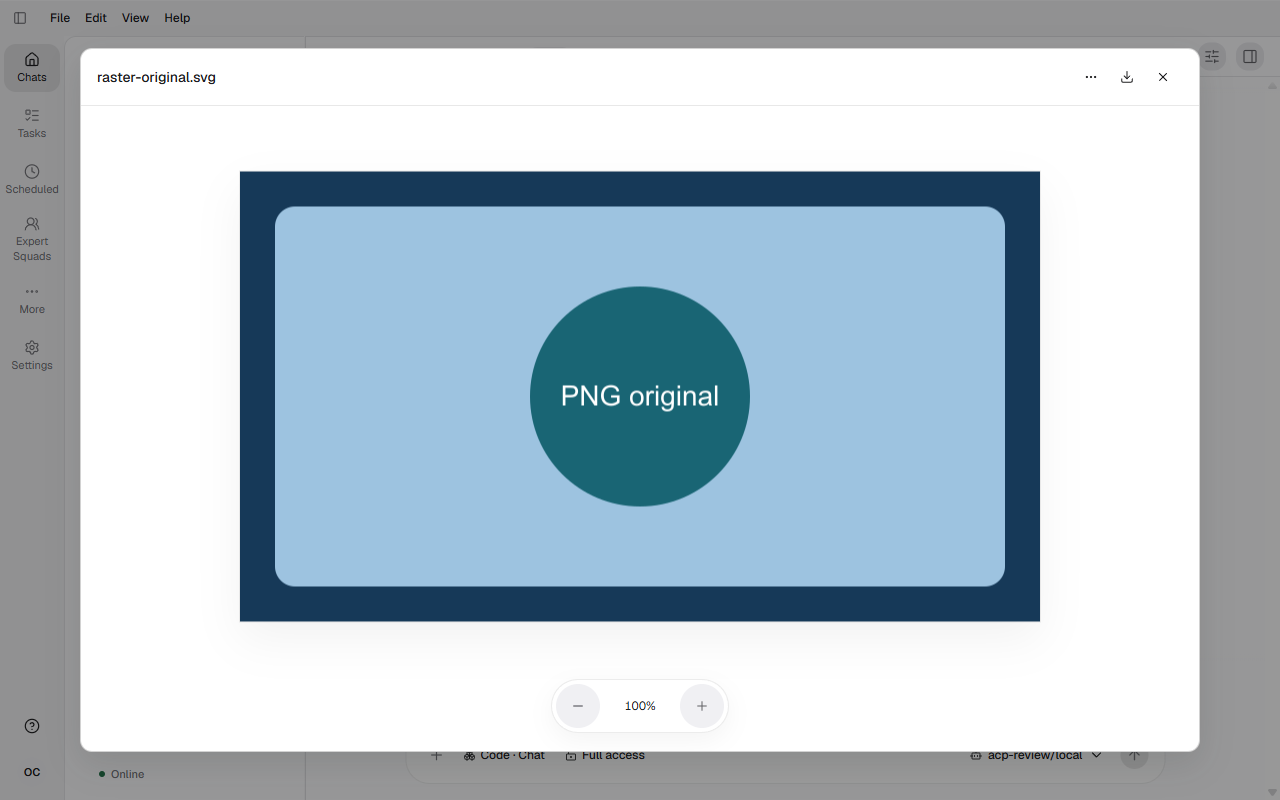 File Edit View Help
Chats
Tasks
Scheduled
Expert
Squads
More
Settings
OC
raster-original.svg
PNG original
100%
Code · Chat
Full access
acp-review/local
Online